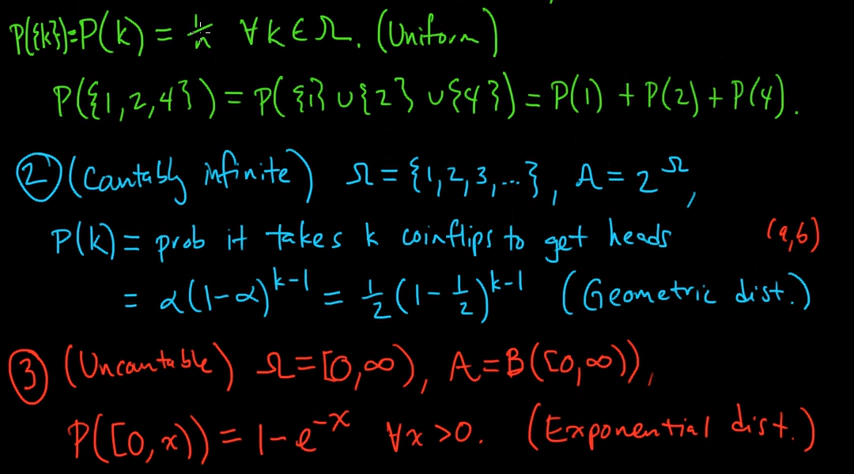 P({k})=P(k) = 1/n ∀k∈Ω. (Uniform)
P({1,2,4}) = P({1}∪{2}∪{4}) = P(1) + P(2) + P(4).
② (Countably infinite) Ω = {1,2,3,...}, A = 2^Ω,
P(k) = prob it takes k coinflips to get heads (a,b)
= α(1-α)^{k-1} = 1/2 (1-1/2)^{k-1} (Geometric dist.)
③ (Uncountable) Ω=[0,∞), A=B([0,∞)),
P([0,x)) = 1-e^{-x} ∀x>0. (Exponential dist.)